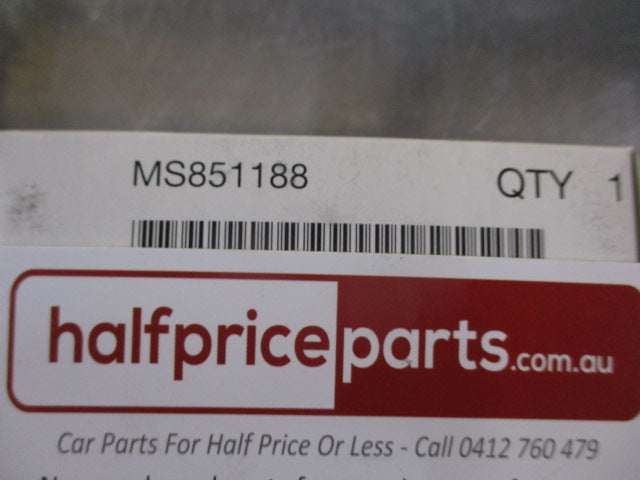 MS851188 QTY 1
halfpriceparts.com.au
Car Parts For Half Price Or Less - Call 0412 760 479